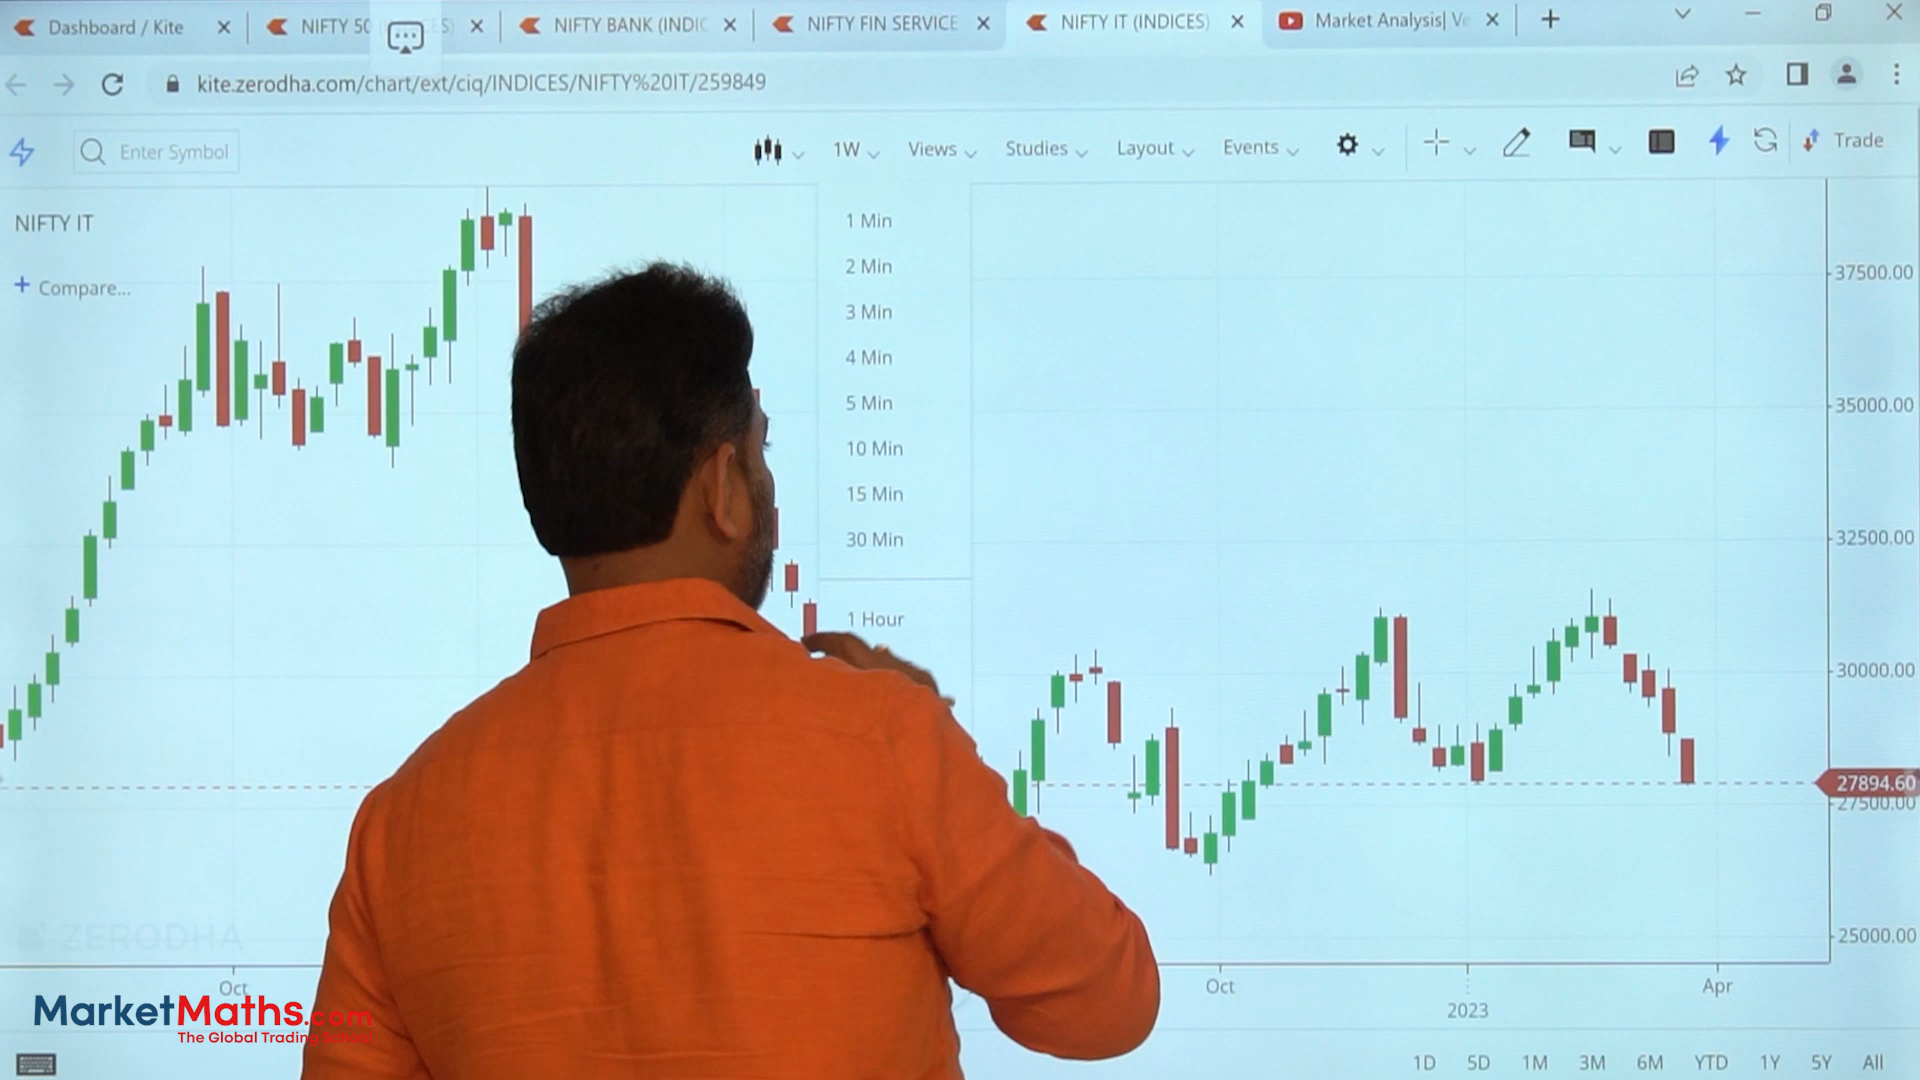 Dashboard / Kite
NIFTY 50
NIFTY BANK (INDIC
NIFTY FIN SERVICE
NIFTY IT (INDICES)
Market Analysis|
kite.zerodha.com/chart/ext/ciq/INDICES/NIFTY%20IT/259849
Enter Symbol
1W
Views
Studies
Layout
Events
Trade
NIFTY IT
+ Compare...
1 Min
2 Min
3 Min
4 Min
5 Min
10 Min
15 Min
30 Min
1 Hour
37500.00
35000.00
32500.00
30000.00
27894.60
27500.00
25000.00
ZERODHA
Oct
Oct
2023
Apr
MarketMaths.com
The Global Trading School
1D 5D 1M 3M 6M YTD 1Y 5Y All